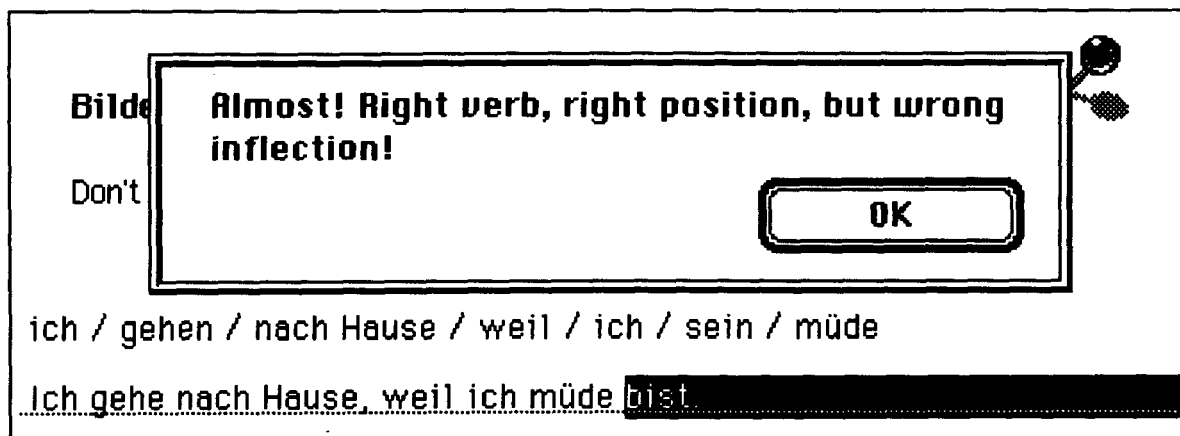 Bilde
Almost! Right verb, right position, but wrong
inflection!
Don't
OK
ich / gehen / nach Hause / weil / ich / sein / müde
Ich gehe nach Hause, weil ich müde bist.